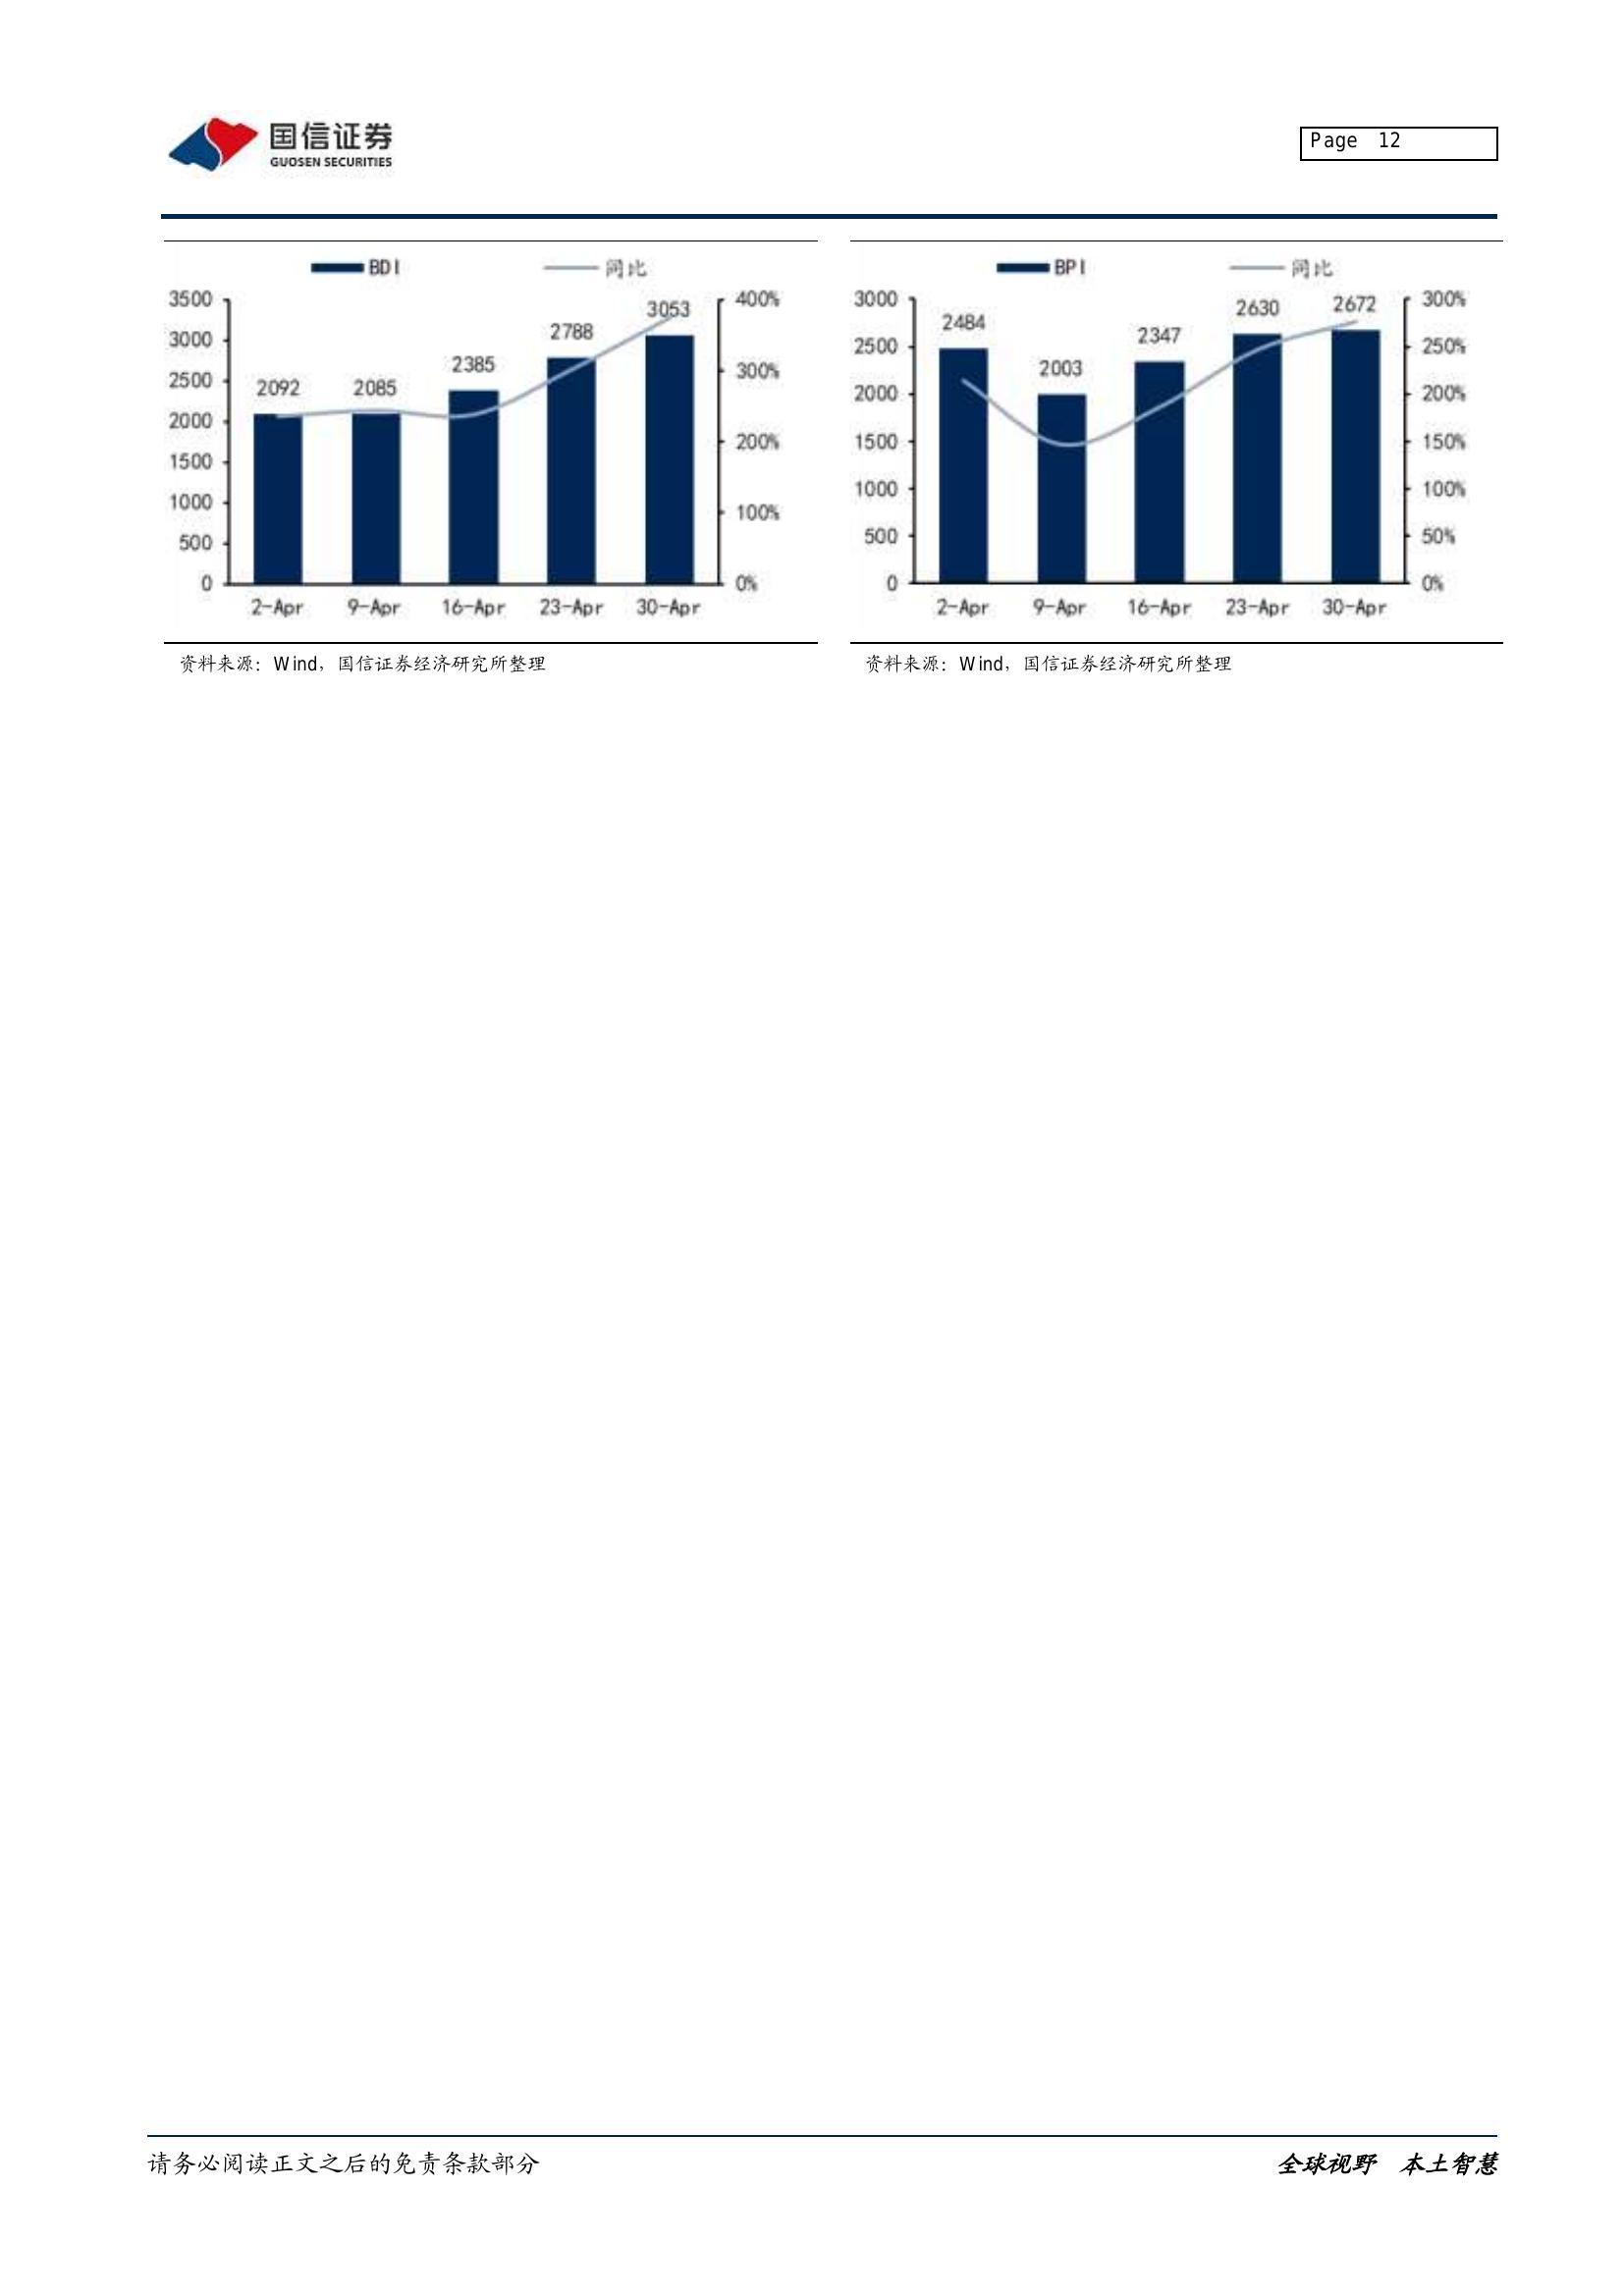 国信证券
GUOSEN SECURITIES
Page 12
BDI 同比
3500 400%
3000 300%
2500 200%
2000 100%
1500 0%
1000
500
0
2092 2085 2385 2788 3053
2-Apr 9-Apr 16-Apr 23-Apr 30-Apr
资料来源：Wind，国信证券经济研究所整理
BPI 同比
3000 300%
2500 250%
2000 200%
1500 150%
1000 100%
500 50%
0 0%
2484 2003 2347 2630 2672
2-Apr 9-Apr 16-Apr 23-Apr 30-Apr
资料来源：Wind，国信证券经济研究所整理
请务必阅读正文之后的免责条款部分
全球视野 本土智慧